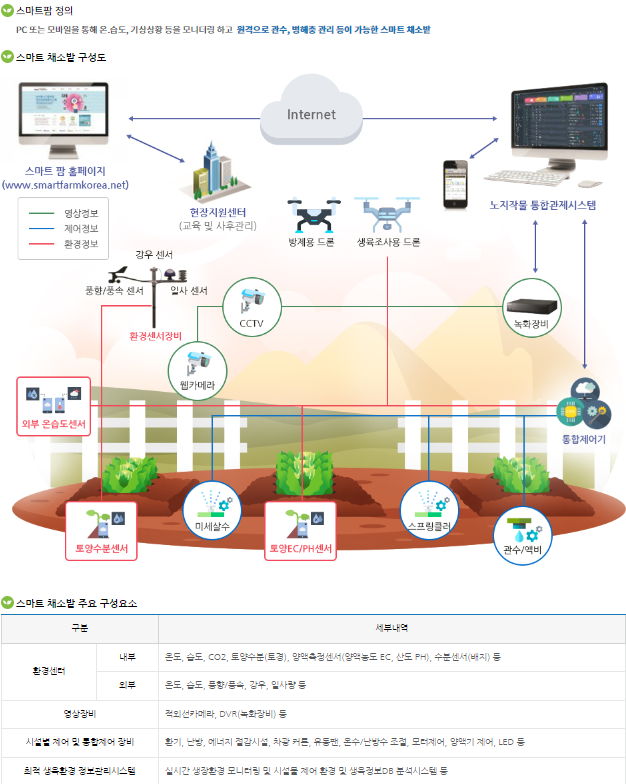 스마트팜 정의
PC 또는 모바일을 통해 온.습도, 기상상황 등을 모니터링 하고 원격으로 관수, 병해충 관리 등이 가능한 스마트 채소밭
스마트 채소밭 구성도
Internet
스마트 팜 홈페이지
(www.smartfarmkorea.net)
현장지원센터
(교육 및 사후관리)
노지작물 통합관제시스템
영상정보
제어정보
환경정보
방제용 드론
생육조사용 드론
강우 센서
풍향/풍속 센서
일사 센서
환경센서장비
CCTV
녹화장비
웹카메라
외부 온습도센서
통합제어기
토양수분센서
미세살수
토양EC/PH센서
스프링클러
관수/액비
스마트 채소밭 주요 구성요소
구분
세부내역
환경센터
내부
온도, 습도, CO2, 토양수분(토경), 양액측정센서(양액농도 EC, 산도 PH), 수분센서(배지) 등
외부
온도, 습도, 풍향/풍속, 강우, 일사량 등
영상장비
적외선카메라, DVR(녹화장비) 등
시설별 제어 및 통합제어 장비
환기, 난방, 에너지 절감시설, 차광 커튼, 유동팬, 온수/난방수 조절, 모터제어, 양액기 제어, LED 등
최적 생육환경 정보관리시스템
실시간 생장환경 모니터링 및 시설물 제어 환경 및 생육정보DB 분석시스템 등